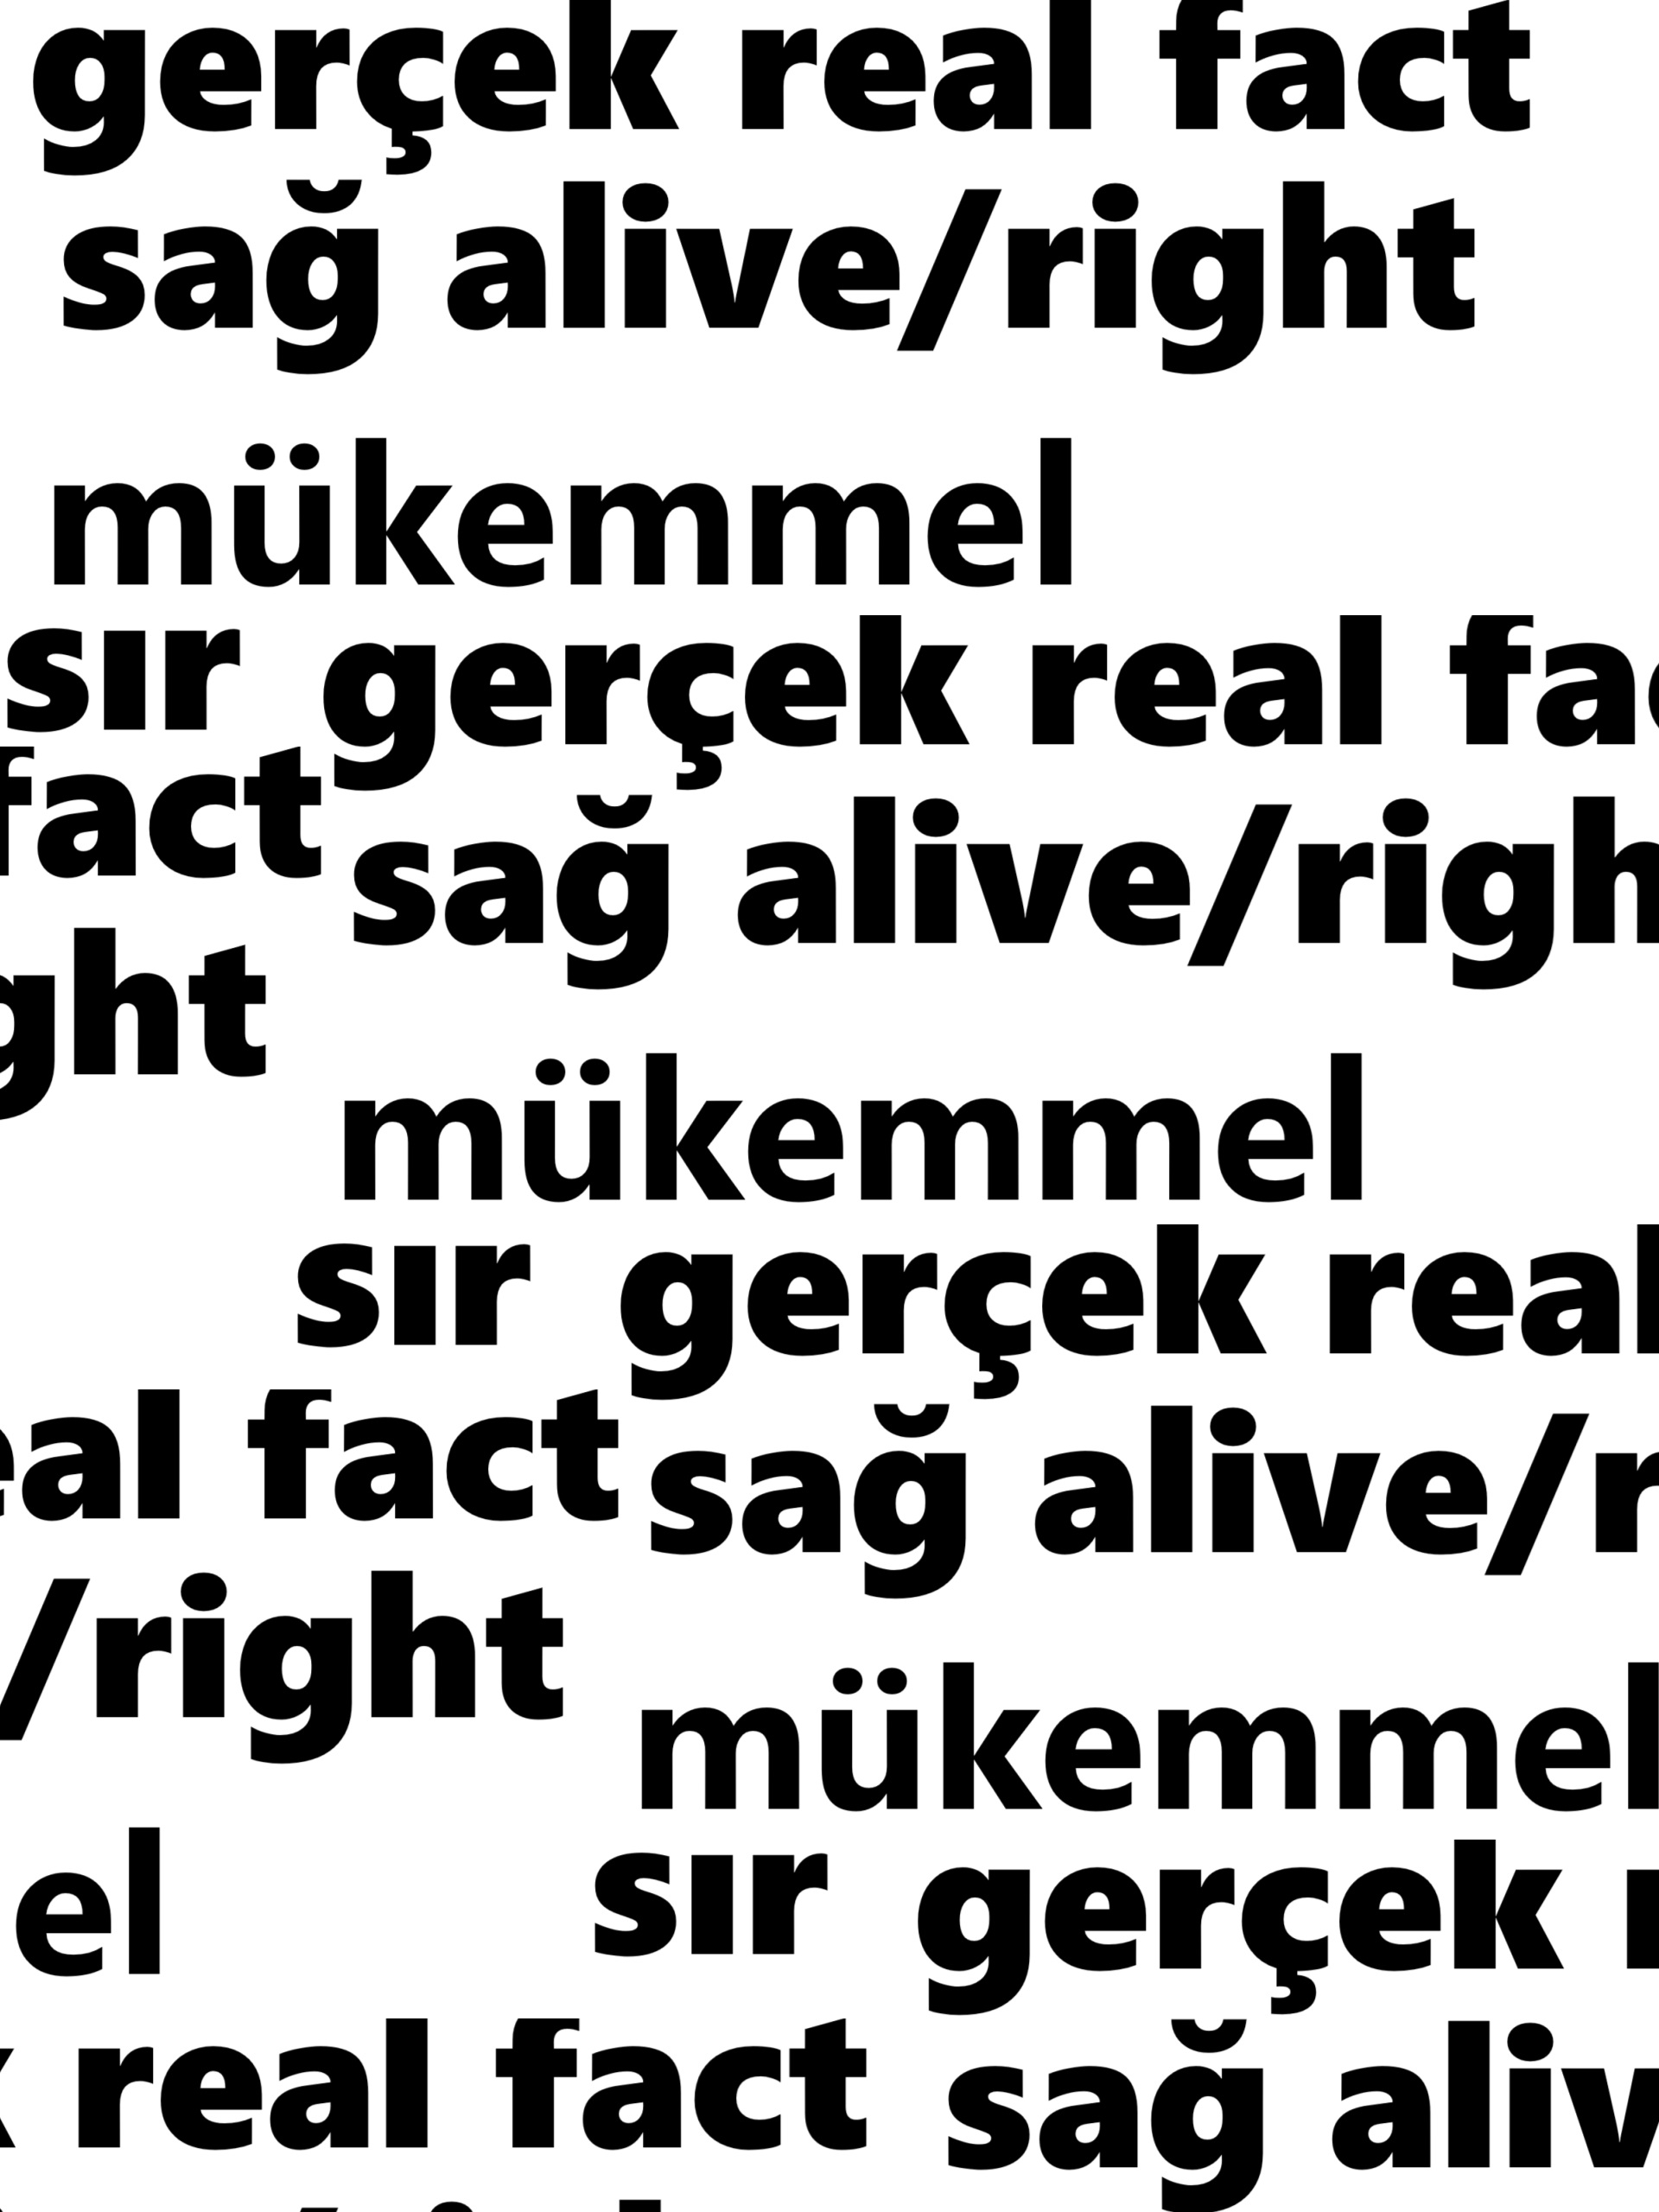 gerçek real fact
sağ alive/right
mükemmel
sır gerçek real fac
fact sağ alive/righ
ght
mükemmel
sır gerçek real
eal fact sağ alive/r
/right
mükemmel
el sır gerçek r
k real fact sağ aliv